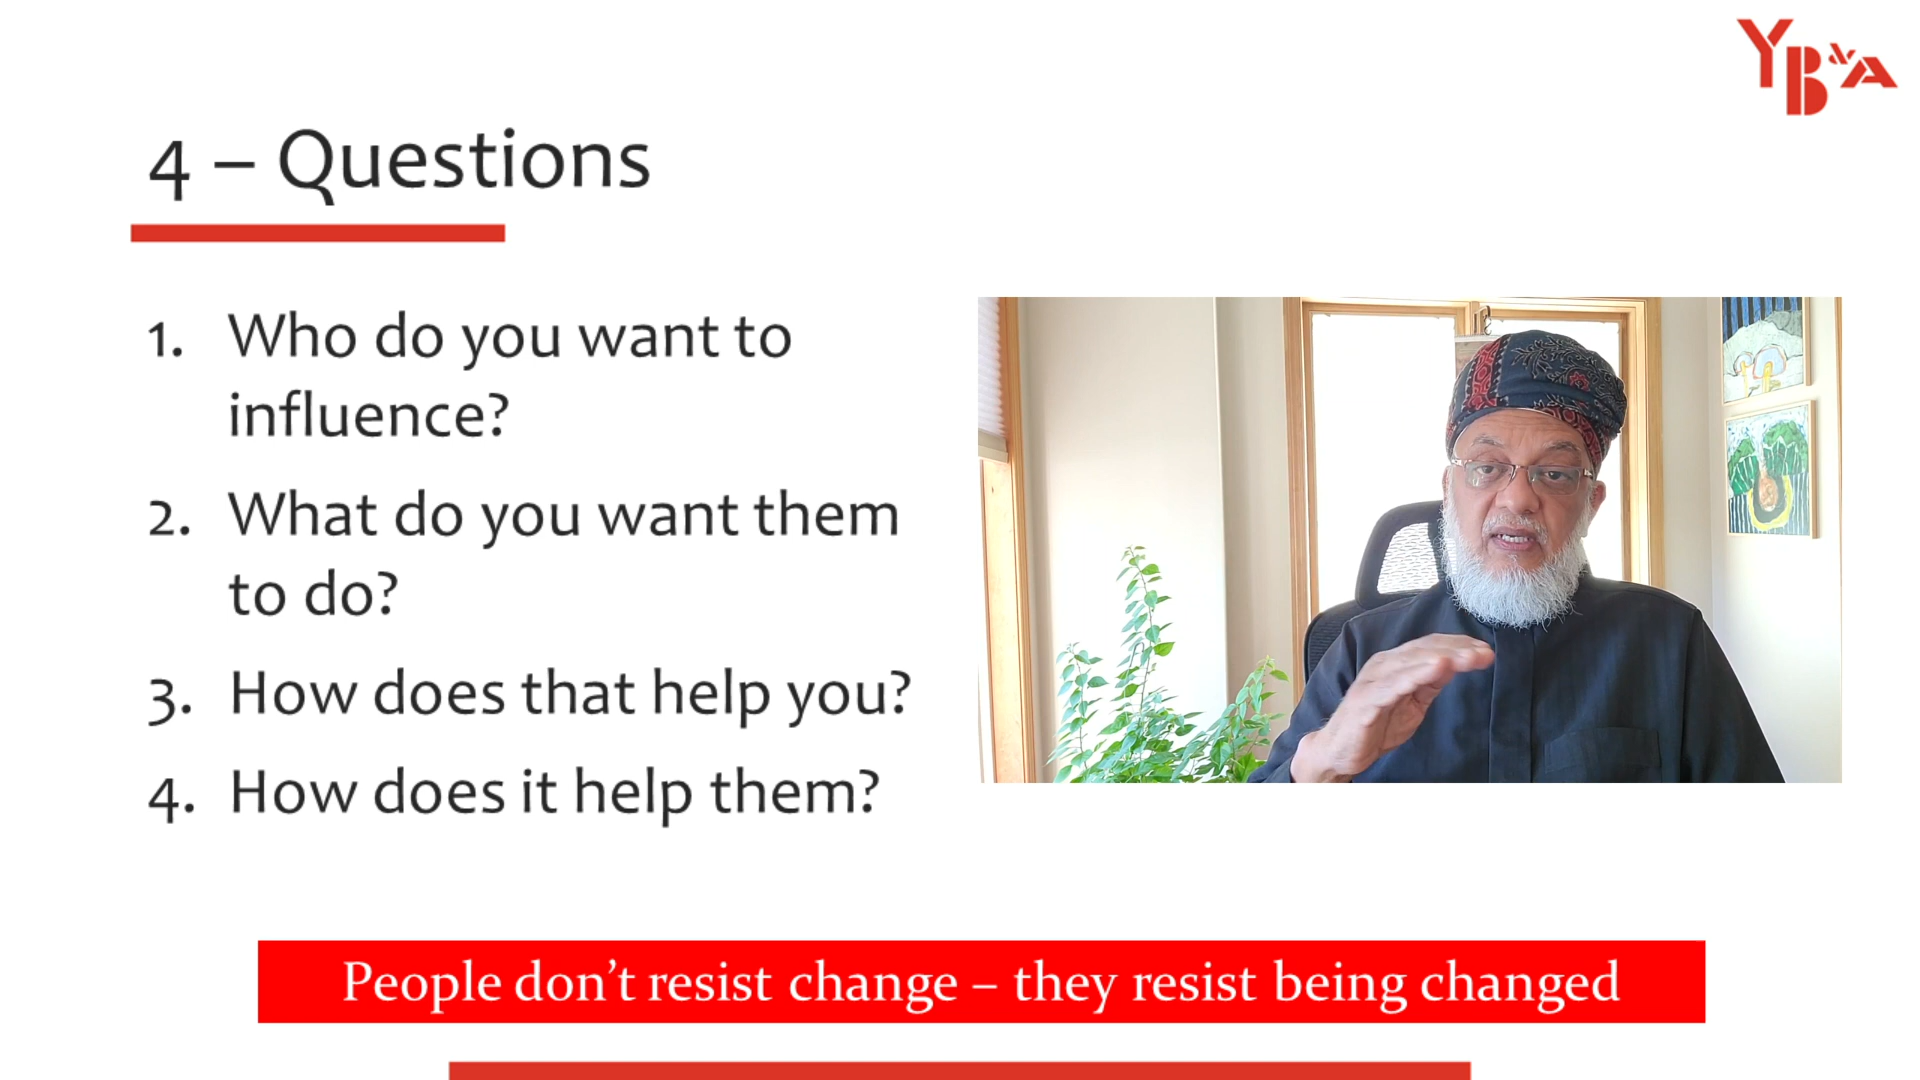 YB&A
4 – Questions
1. Who do you want to
influence?
2. What do you want them
to do?
3. How does that help you?
4. How does it help them?
People don’t resist change – they resist being changed